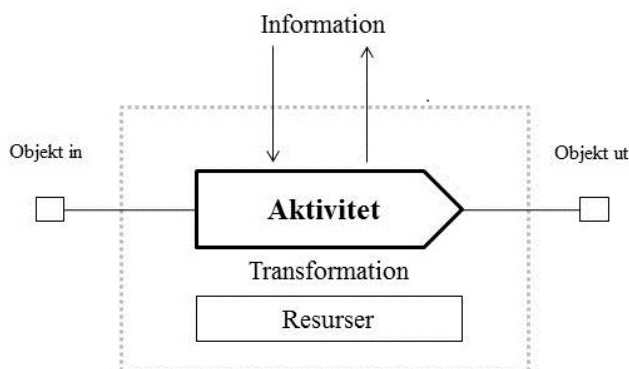 Information
Objekt in
Objekt ut
Aktivitet
Transformation
Resurser